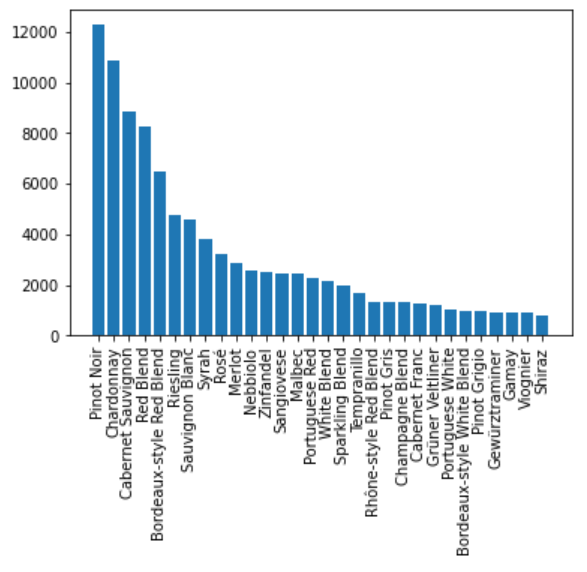 12000
10000
8000
6000
4000
2000
0
Pinot Noir
Chardonnay
Cabernet Sauvignon
Red Blend
Bordeaux-style Red Blend
Riesling
Sauvignon Blanc
Syrah
Rosé
Merlot
Nebbiolo
Zinfandel
Sangiovese
Malbec
Portuguese Red
White Blend
Sparkling Blend
Tempranillo
Rhône-style Red Blend
Pinot Gris
Champagne Blend
Cabernet Franc
Grüner Veltliner
Portuguese White
Bordeaux-style White Blend
Pinot Grigio
Gewürztraminer
Gamay
Viognier
Shiraz